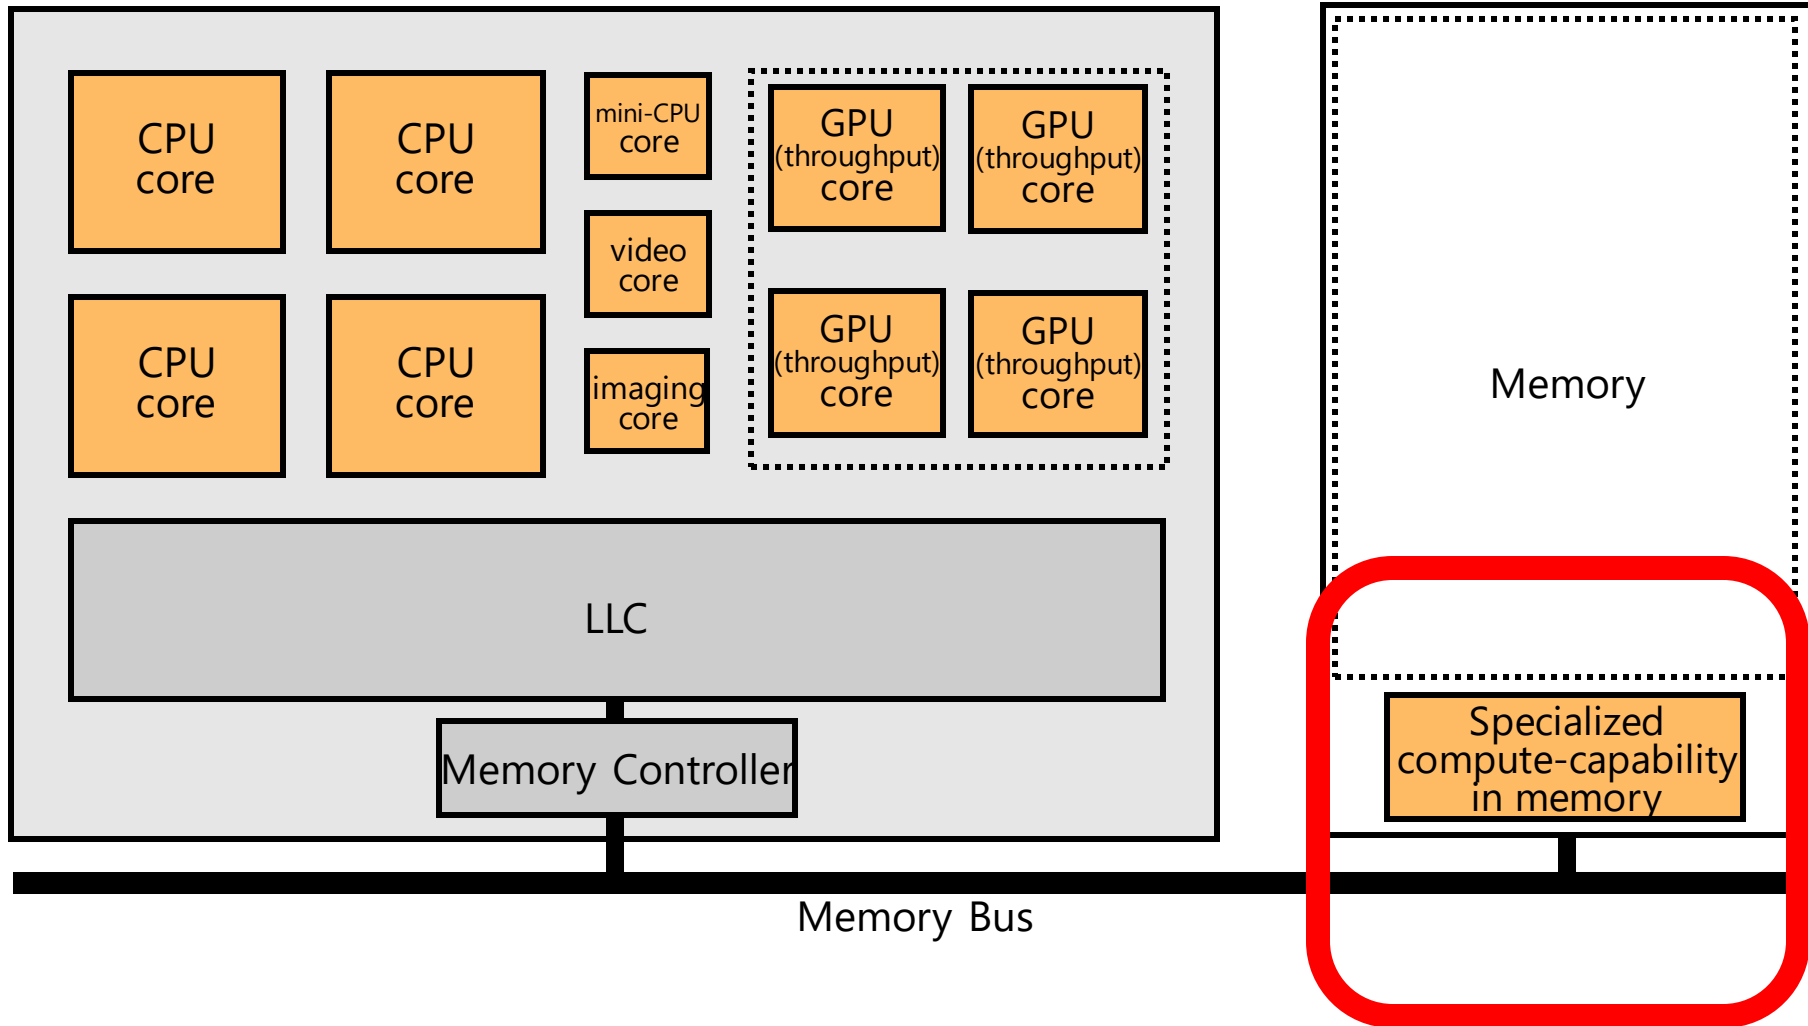 CPU
core
CPU
core
mini-CPU
core
video
core
imaging
core
GPU
(throughput)
core
GPU
(throughput)
core
CPU
core
CPU
core
GPU
(throughput)
core
GPU
(throughput)
core
LLC
Memory Controller
Memory Bus
Memory
Specialized
compute-capability
in memory